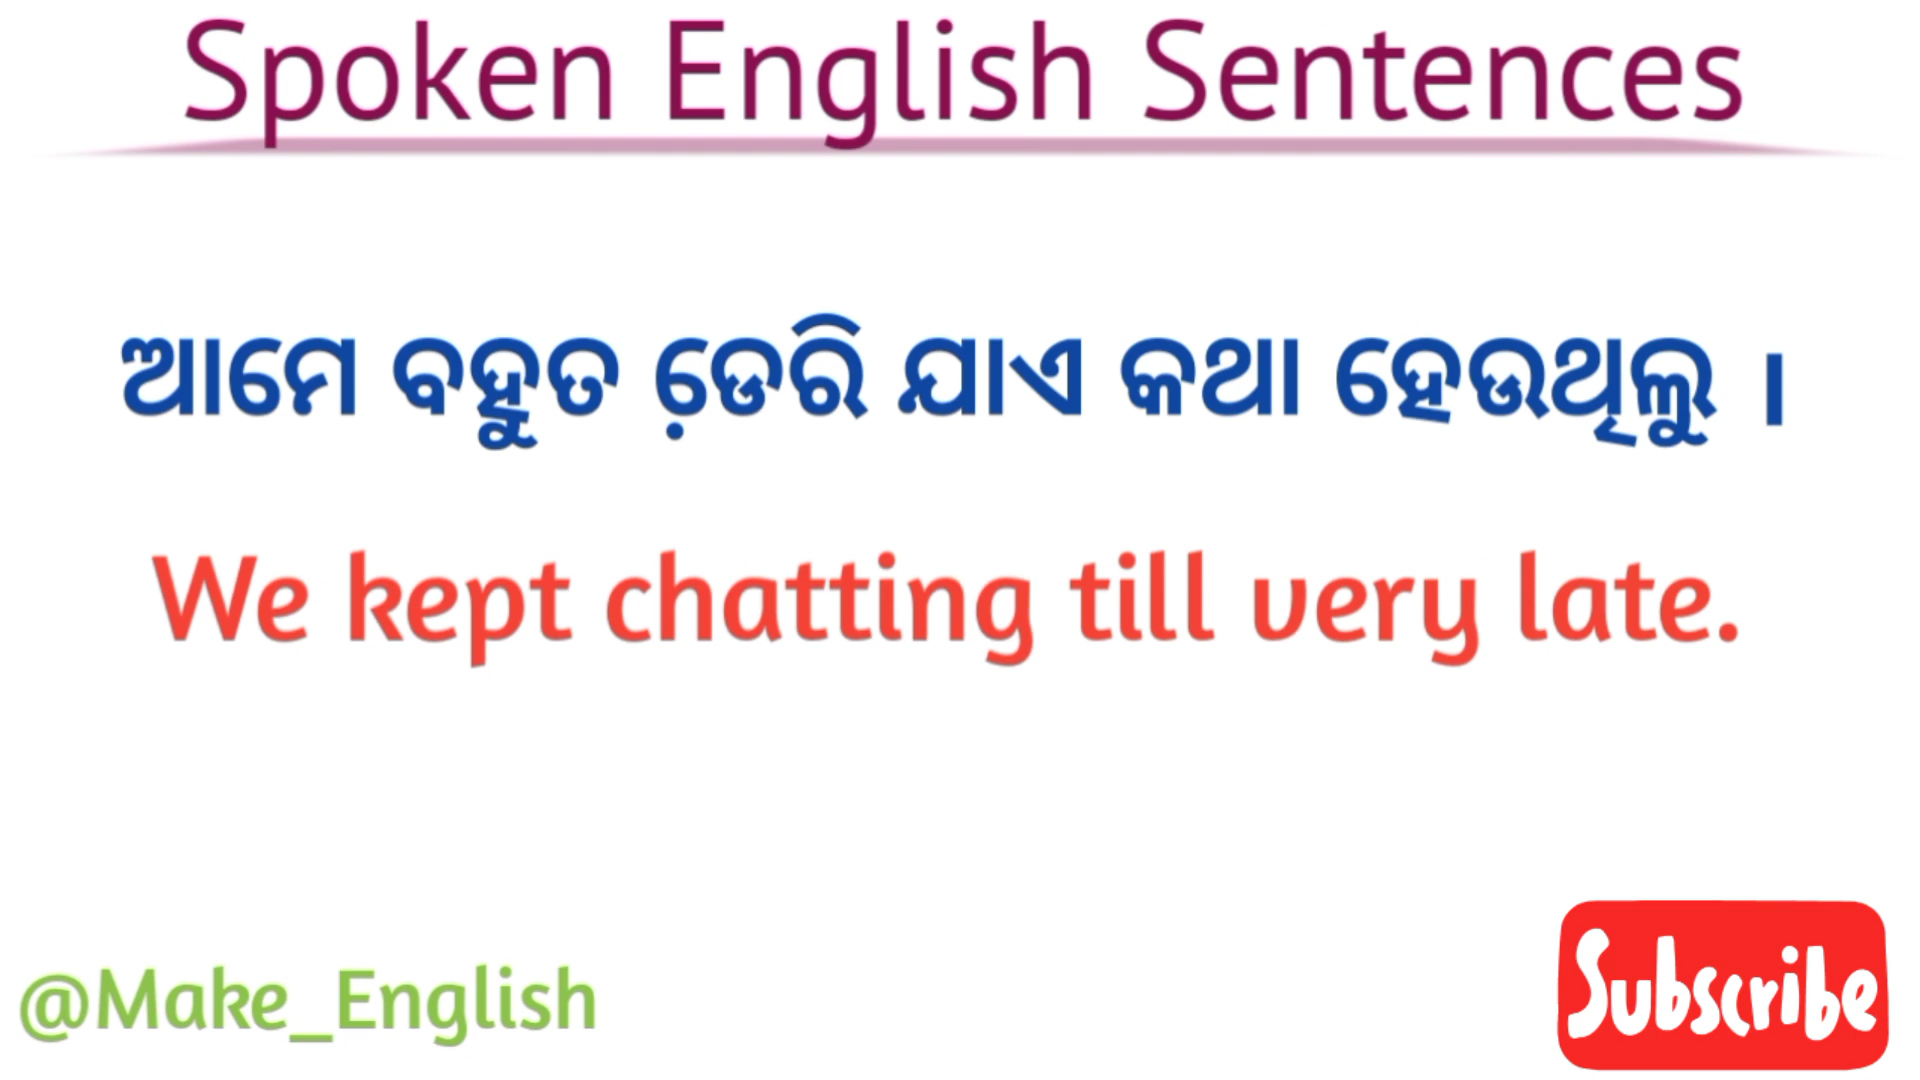 Spoken English Sentences
ଆମେ ବହୁତ ଡେ଼ରି ଯାଏ କଥା ହେଉଥିଲୁ ।
We kept chatting till very late.
@Make_English
Subscribe